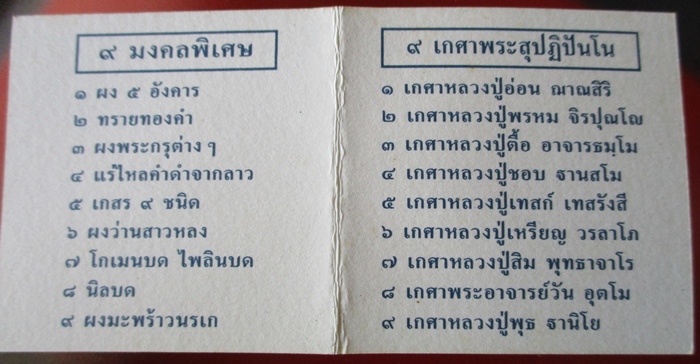 ๙ มงคลพิเศษ
๑ ผง ๕ อังคาร
๒ ทรายทองคำ
๓ ผงพระกรุต่าง ๆ
๔ แร่ไหลดำดำจากลาว
๕ เกสร ๙ ชนิด
๖ ผงว่านสาวหลง
๗ โกเมนบด ไพลินบด
๘ นิลบด
๙ ผงมะพร้าวนรเก
๙ เกศาพระสุปฏิปันโน
๑ เกศาหลวงปู่อ่อน ฌาณสิริ
๒ เกศาหลวงปู่พรหม จิรปุณโญ
๓ เกศาหลวงปู่ตื้อ อาจารธมฺโม
๔ เกศาหลวงปู่ชอบ ฐานสโม
๕ เกศาหลวงปู่เทสก์ เทสรังสี
๖ เกศาหลวงปู่เหรียญ วรลาโภ
๗ เกศาหลวงปู่สิม พุทธาจาโร
๘ เกศาพระอาจารย์วัน อุตโม
๙ เกศาหลวงปู่พุธ ฐานิโย